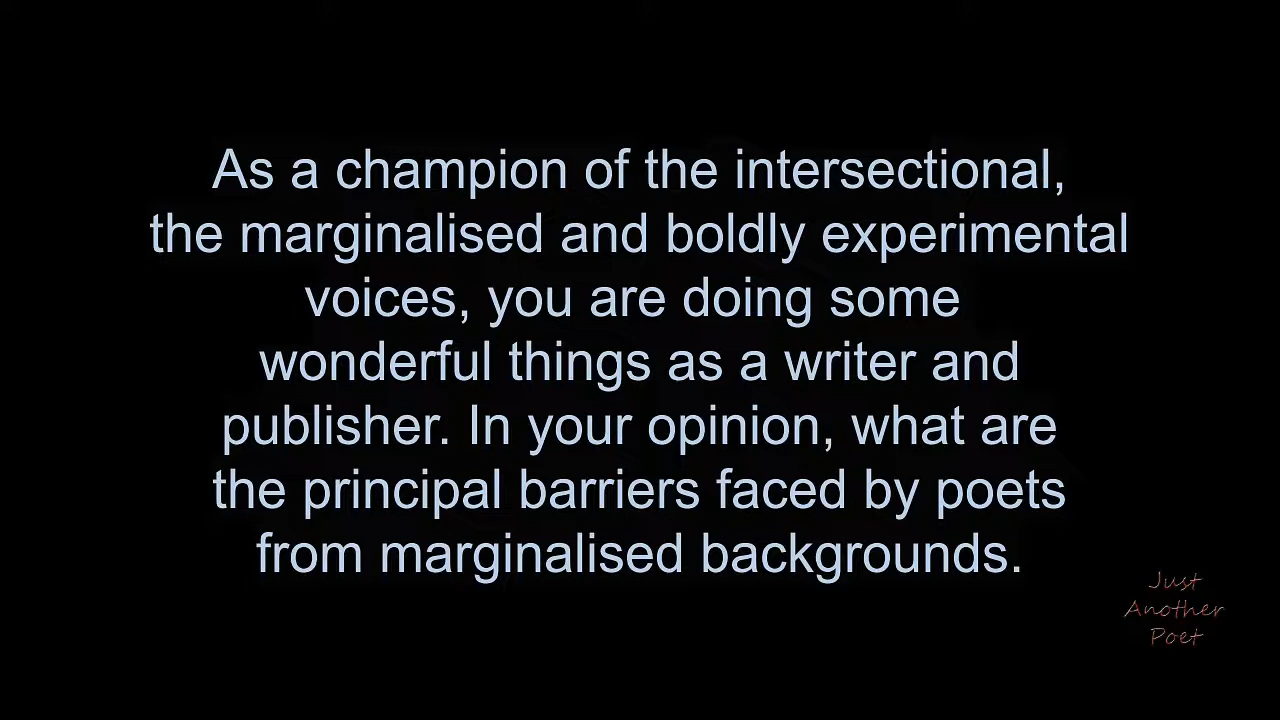 As a champion of the intersectional,
the marginalised and boldly experimental
voices, you are doing some
wonderful things as a writer and
publisher. In your opinion, what are
the principal barriers faced by poets
from marginalised backgrounds.
Just
Another
Poet